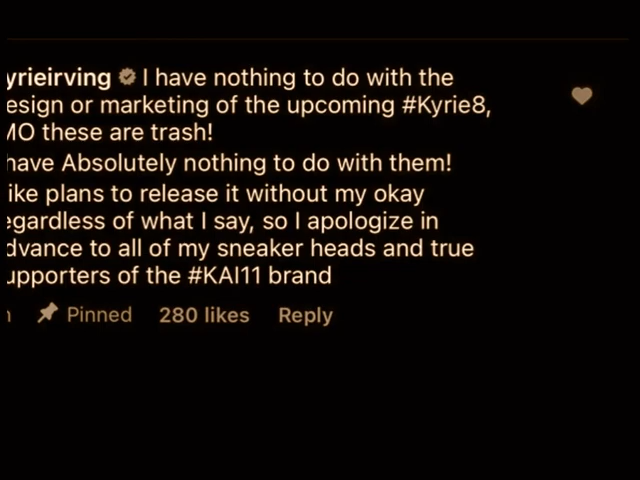 yrieirving I have nothing to do with the
esign or marketing of the upcoming #Kyrie8,
MO these are trash!
have Absolutely nothing to do with them!
ike plans to release it without my okay
egardless of what I say, so I apologize in
dvance to all of my sneaker heads and true
upporters of the #KAI11 brand
Pinned 280 likes Reply